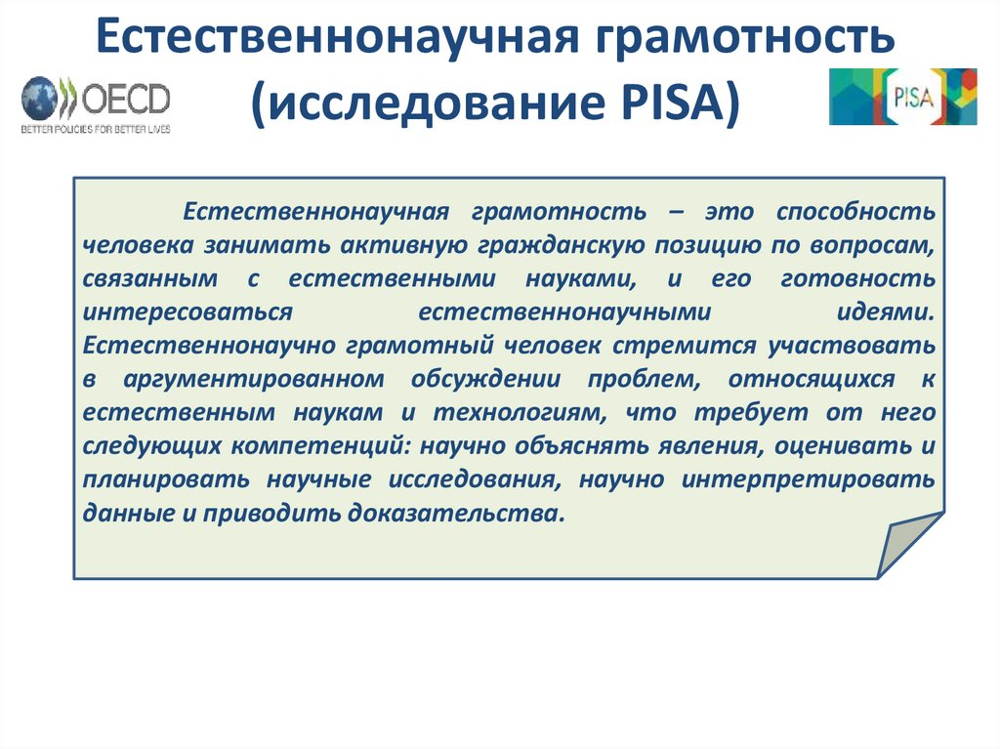 Естественнонаучная грамотность
(исследование PISA)
OECD
BETTER POLICIES FOR BETTER LIVES
PISA
Естественнонаучная грамотность – это способность
человека занимать активную гражданскую позицию по вопросам,
связанным с естественными науками, и его готовность
интересоваться естественнонаучными идеями.
Естественнонаучно грамотный человек стремится участвовать
в аргументированном обсуждении проблем, относящихся к
естественным наукам и технологиям, что требует от него
следующих компетенций: научно объяснять явления, оценивать и
планировать научные исследования, научно интерпретировать
данные и приводить доказательства.